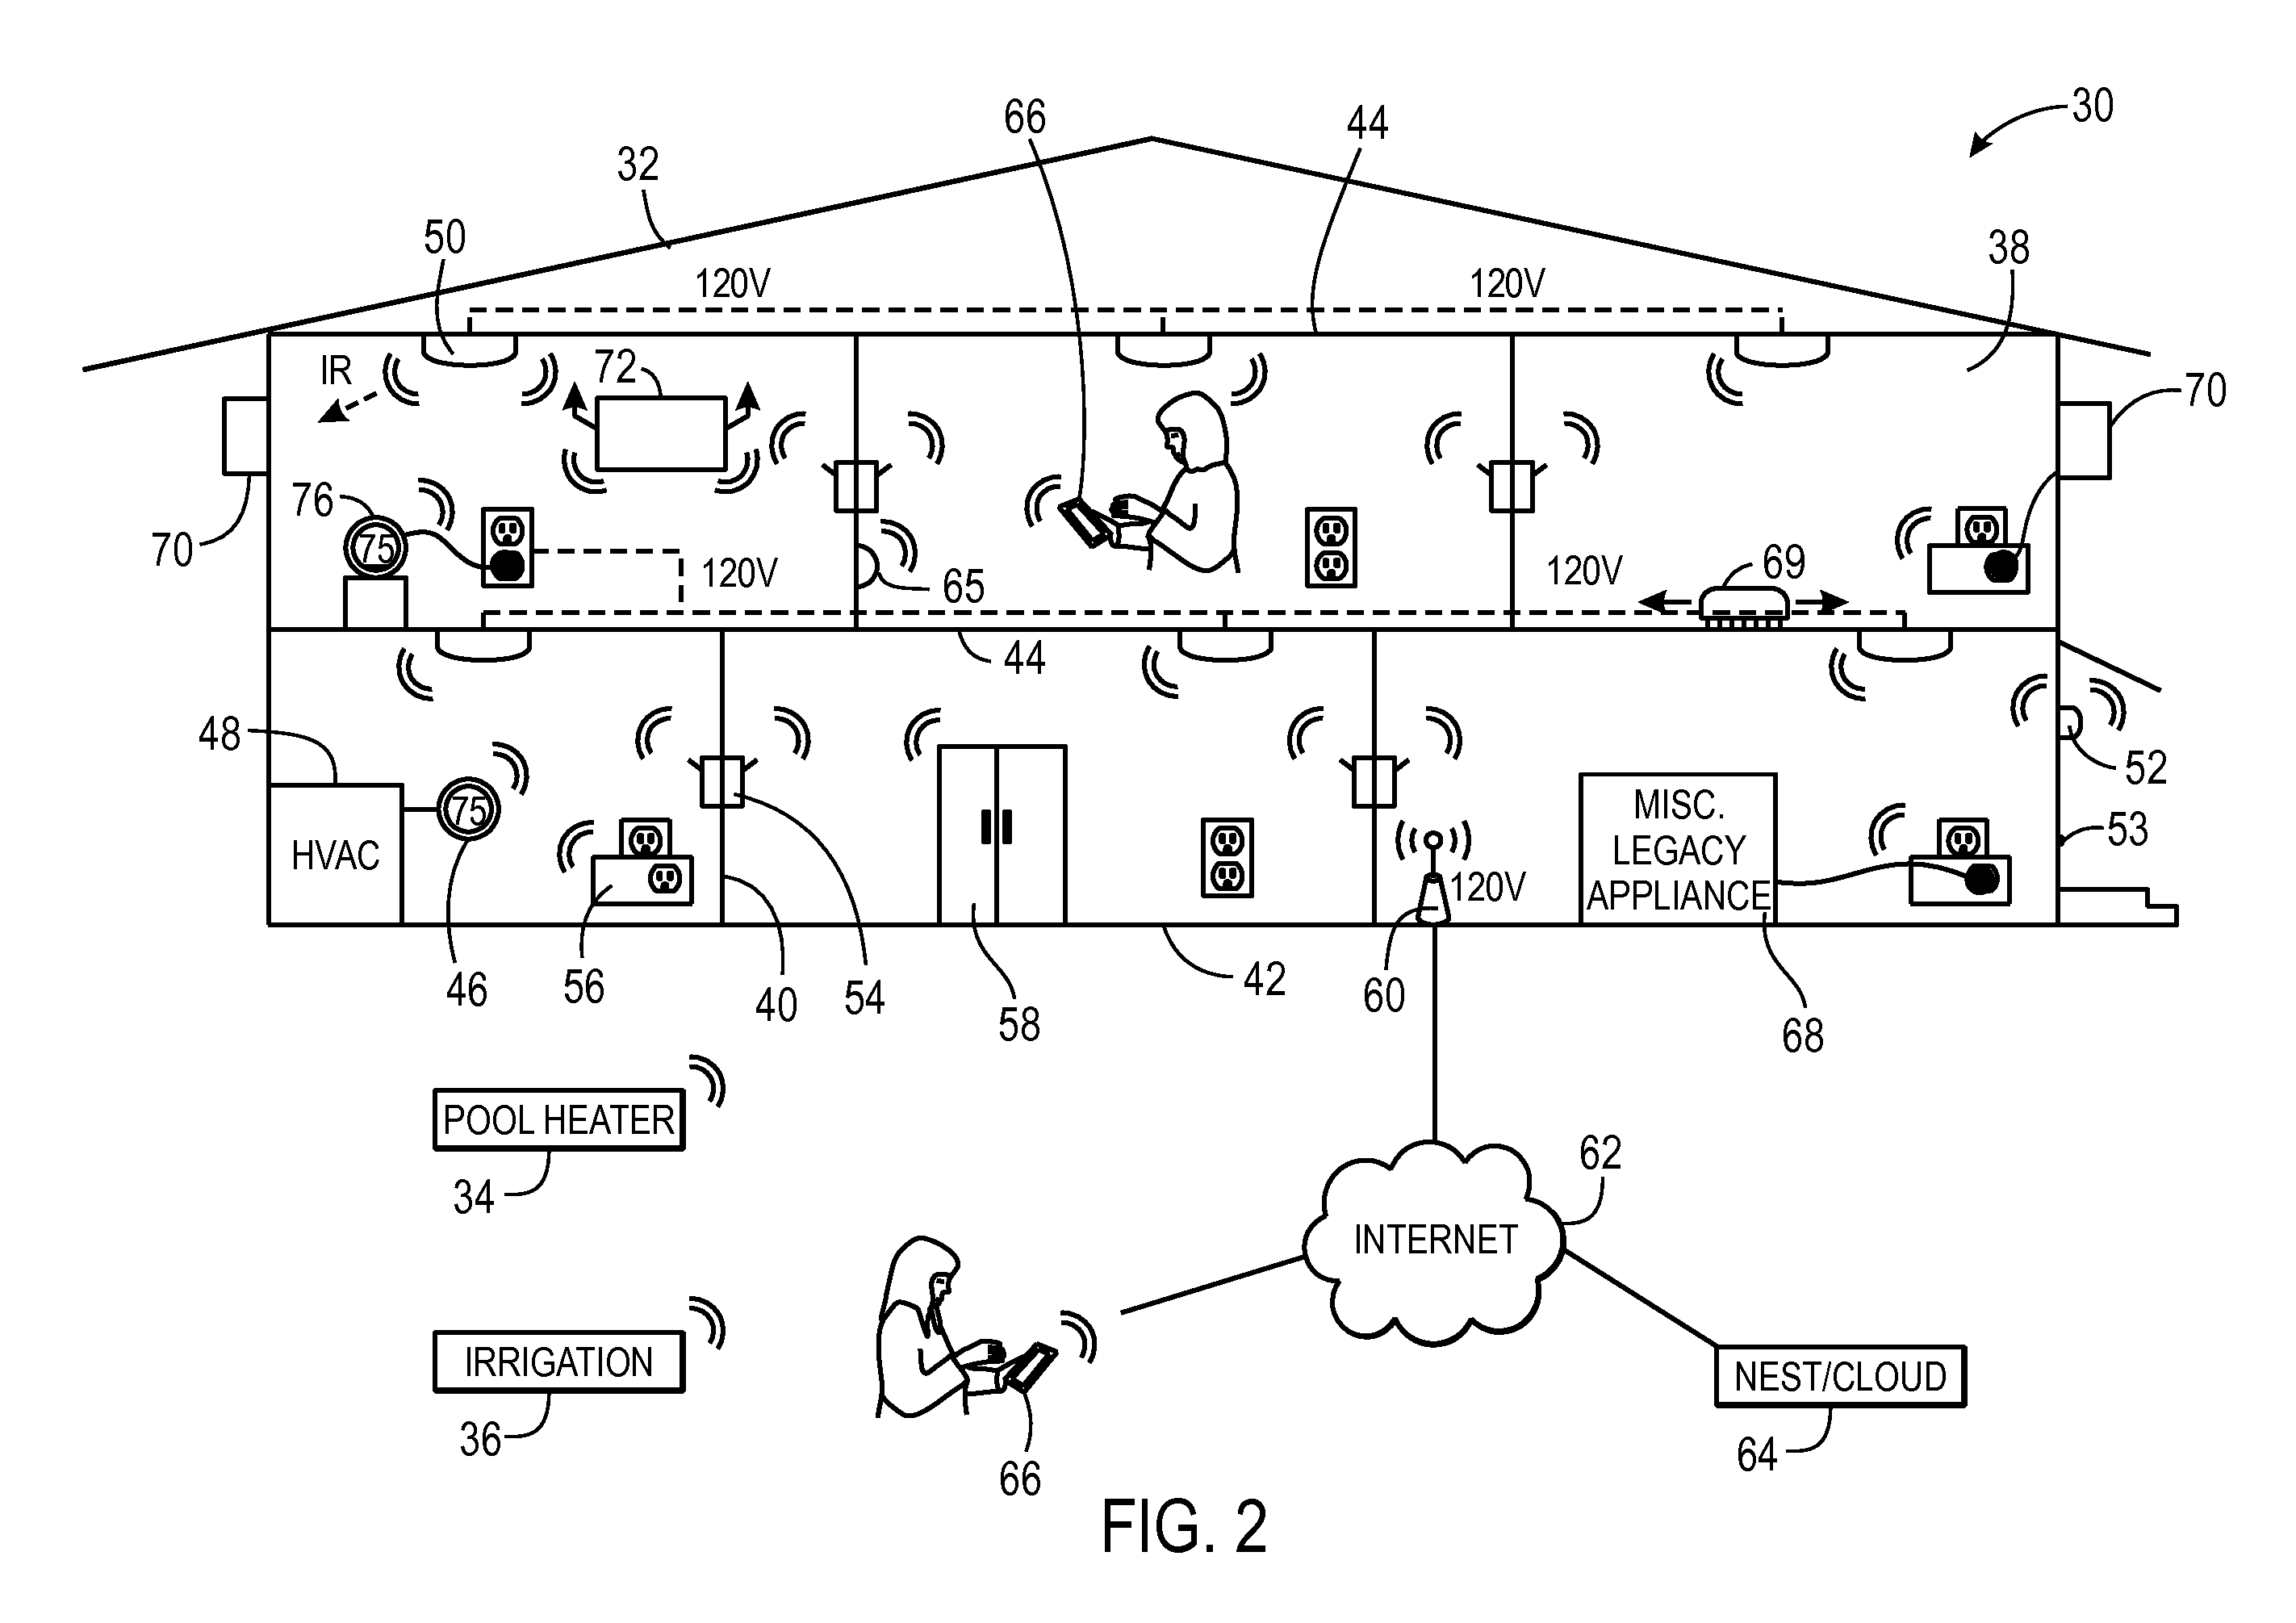 30
66
44
32
50
38
120V
120V
IR
72
70
76
75
70
120V
65
120V
69
44
48
52
HVAC
75
MISC.
LEGACY
APPLIANCE
53
120V
46
56
40
54
58
42
60
68
POOL HEATER
34
62
INTERNET
IRRIGATION
36
66
NEST/CLOUD
64
FIG. 2